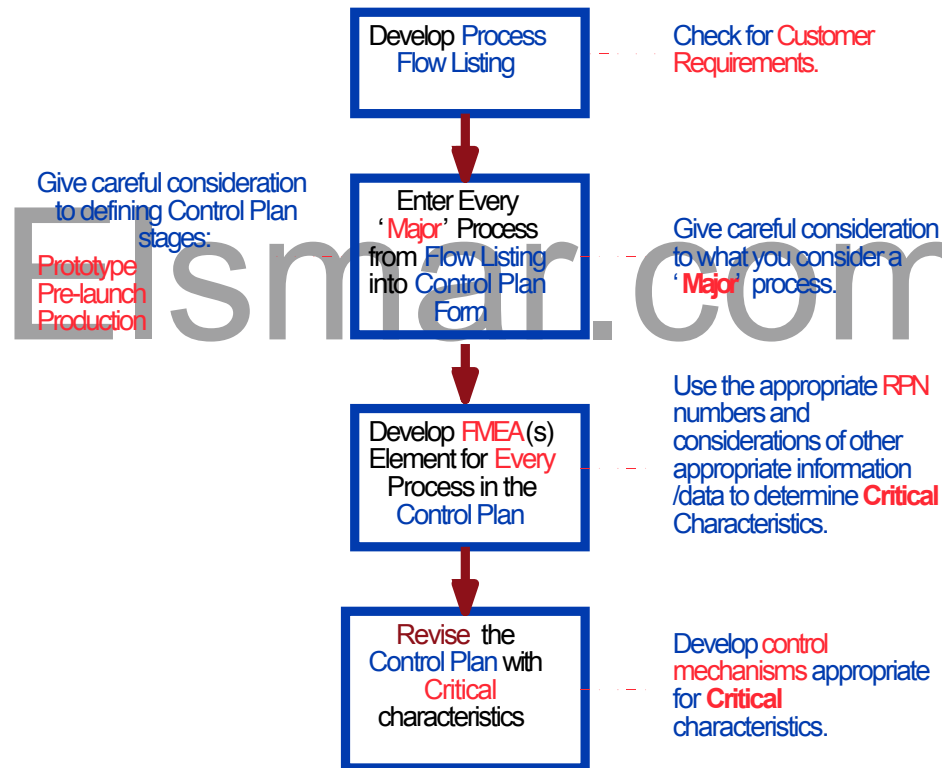 Develop Process
Flow Listing
Check for Customer
Requirements.
Give careful consideration
to defining Control Plan
stages:
Prototype
Pre-launch
Production
Enter Every
‘Major’ Process
from Flow Listing
into Control Plan
Form
Give careful consideration
to what you consider a
‘Major’ process.
Elsmar.com
Develop FMEA(s)
Element for Every
Process in the
Control Plan
Use the appropriate RPN
numbers and
considerations of other
appropriate information
/data to determine Critical
Characteristics.
Revise the
Control Plan with
Critical
characteristics
Develop control
mechanisms appropriate
for Critical
characteristics.